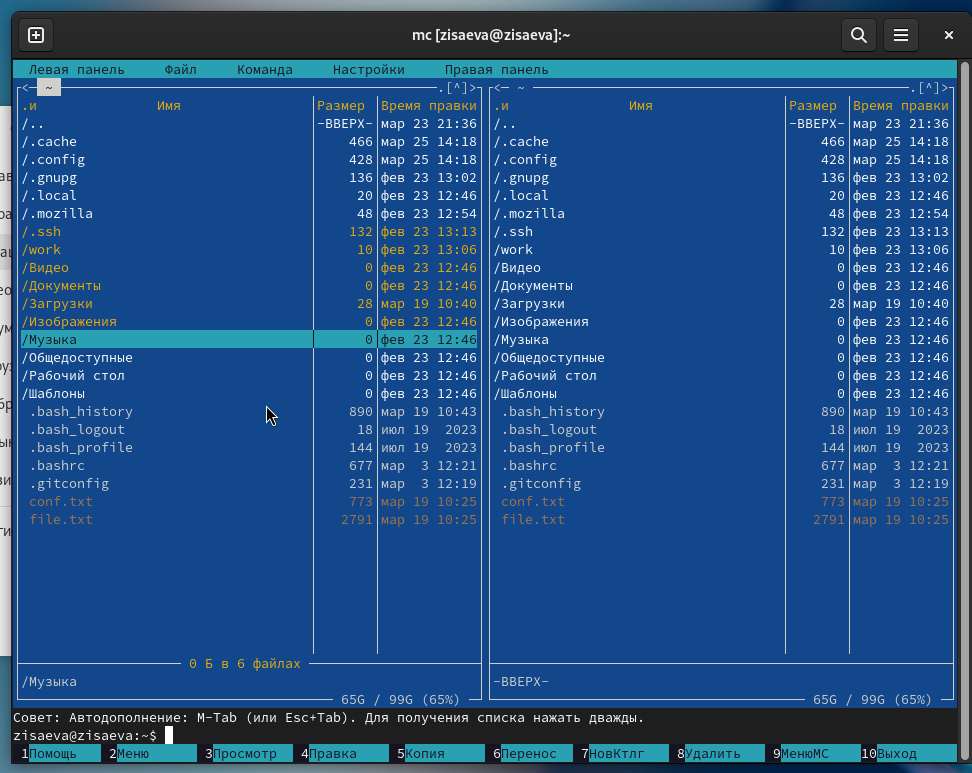 mc [zisaeva@zisaeva]:~
Левая панель Файл Команда Настройки Правая панель
<─ ~ .[^]> <─ ~ .[^]>
.и Имя Размер Время правки .и Имя Размер Время правки
/.. -ВВЕРХ- мар 23 21:36 /.. -ВВЕРХ- мар 23 21:36
/.cache 466 мар 25 14:18 /.cache 466 мар 25 14:18
/.config 428 мар 25 14:18 /.config 428 мар 25 14:18
/.gnupg 136 фев 23 13:02 /.gnupg 136 фев 23 13:02
/.local 20 фев 23 12:46 /.local 20 фев 23 12:46
/.mozilla 48 фев 23 12:54 /.mozilla 48 фев 23 12:54
/.ssh 132 фев 23 13:13 /.ssh 132 фев 23 13:13
/work 10 фев 23 13:06 /work 10 фев 23 13:06
/Видео 0 фев 23 12:46 /Видео 0 фев 23 12:46
/Документы 0 фев 23 12:46 /Документы 0 фев 23 12:46
/Загрузки 28 мар 19 10:40 /Загрузки 28 мар 19 10:40
/Изображения 0 фев 23 12:46 /Изображения 0 фев 23 12:46
/Музыка 0 фев 23 12:46 /Музыка 0 фев 23 12:46
/Общедоступные 0 фев 23 12:46 /Общедоступные 0 фев 23 12:46
/Рабочий стол 0 фев 23 12:46 /Рабочий стол 0 фев 23 12:46
/Шаблоны 0 фев 23 12:46 /Шаблоны 0 фев 23 12:46
.bash_history 890 мар 19 10:43 .bash_history 890 мар 19 10:43
.bash_logout 18 июл 19 2023 .bash_logout 18 июл 19 2023
.bash_profile 144 июл 19 2023 .bash_profile 144 июл 19 2023
.bashrc 677 мар 3 12:21 .bashrc 677 мар 3 12:21
.gitconfig 231 мар 3 12:19 .gitconfig 231 мар 3 12:19
conf.txt 773 мар 19 10:25 conf.txt 773 мар 19 10:25
file.txt 2791 мар 19 10:25 file.txt 2791 мар 19 10:25
0 Б в 6 файлах
/Музыка -ВВЕРХ-
65G / 99G (65%) 65G / 99G (65%)
Совет: Автодополнение: M-Tab (или Esc+Tab). Для получения списка нажать дважды.
zisaeva@zisaeva:~$
1Помощь 2Меню 3Просмотр 4Правка 5Копия 6Перенос 7НовКтлг 8Удалить 9МенюMC 10Выход